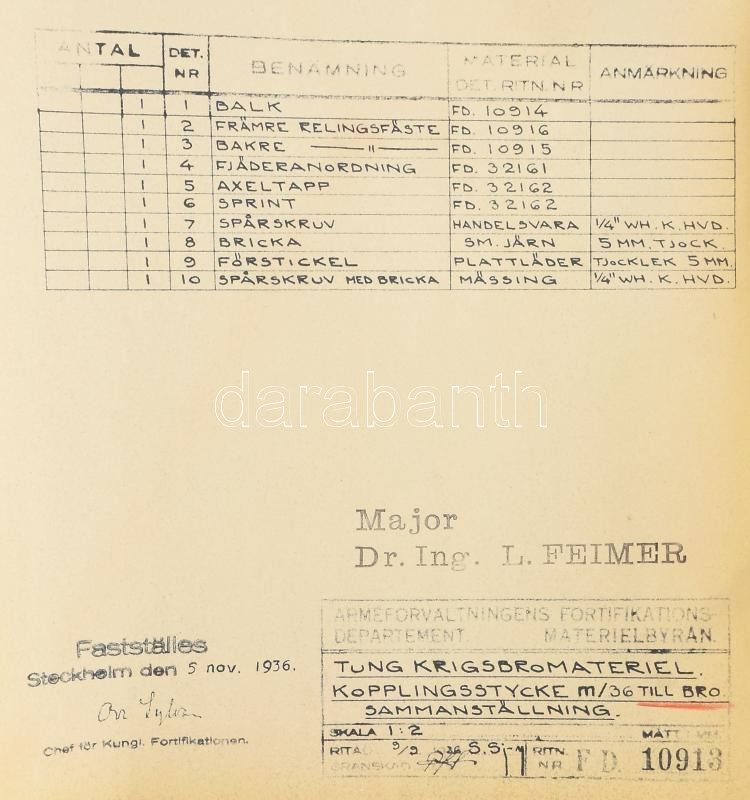 ANTAL DET. NR BENÄMNING MATERIAL DET. RITN. NR ANMÄRKNING
1 1 BALK FD. 10914
1 2 FRÄMRE RELINGSFÄSTE FD. 10916
1 3 BAKRE —"— FD. 10915
1 4 FJÄDERANORDNING FD. 32161
1 5 AXELTAPP FD. 32162
1 6 SPRINT FD. 32162
1 7 SPÅRSKRUV HANDELSVARA 1/4" WH. K. HVD.
1 8 BRICKA SM. JÄRN 5 MM. TJOCK.
1 9 FÖRSTICKEL PLATTLÄDER TJOCKLEK 5 MM.
1 10 SPÅRSKRUV MED BRICKA MÄSSING 1/4" WH. K. HVD.
darabanth
Major
Dr. Ing. L. FEIMER
ARMÉFÖRVALTNINGENS FORTIFIKATIONS-
DEPARTEMENT. MATERIELBYRÅN.
TUNG KRIGSBROMATERIEL.
KOPPLINGSSTYCKE m/36 TILL BRO.
SAMMANSTÄLLNING.
SKALA 1:2 MÅTT I
RITAD 9/9 1936 S.S RITN. NR FD. 10913
GRANSKAD
Fastställes
Stockholm den 5 nov. 1936.
Chef för Kungl. Fortifikationen.